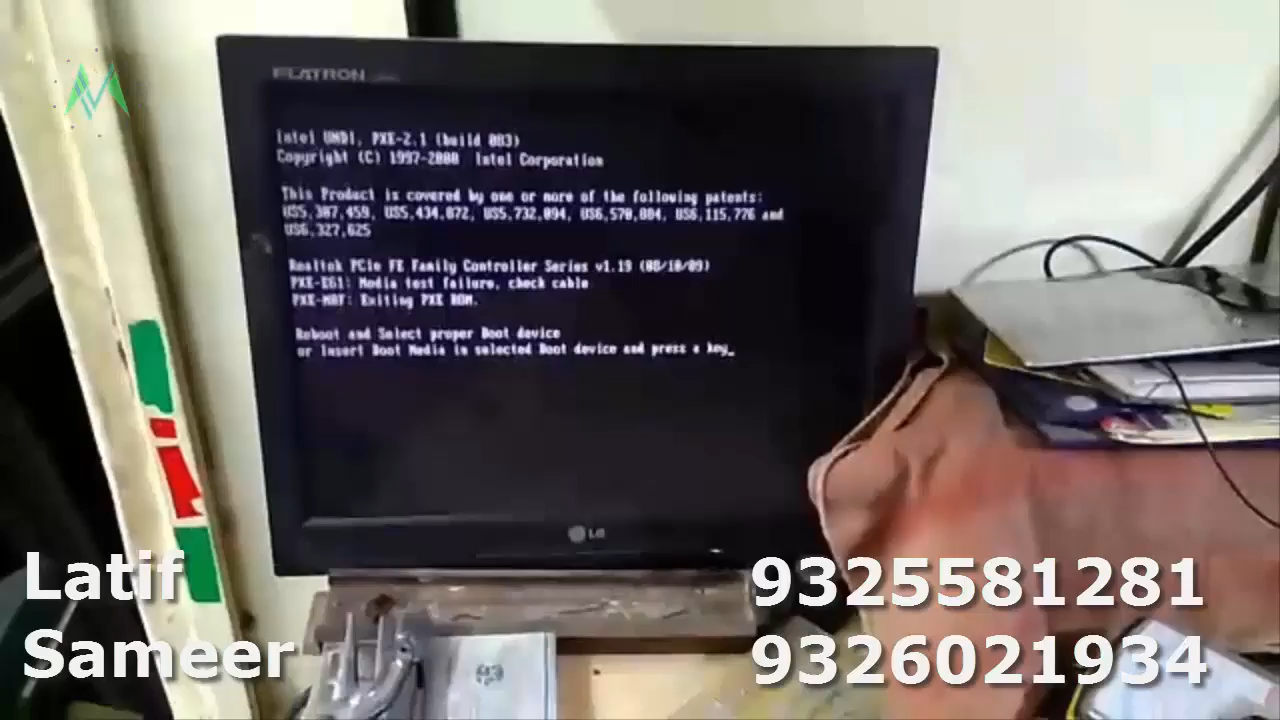 FLATRON
Intel UNDI, PXE-2.1 (build 083)
Copyright (C) 1997-2000 Intel Corporation
This Product is covered by one or more of the following patents:
US5,307,459, US5,434,872, US5,732,094, US6,570,884, US6,115,776 and
US6,327,625
Realtek PCIe FE Family Controller Series v1.19 (08/10/09)
PXE-E61: Media test failure, check cable
PXE-M0F: Exiting PXE ROM.
Reboot and Select proper Boot device
or Insert Boot Media in selected Boot device and press a key_
LG
Latif 9325581281
Sameer 9326021934